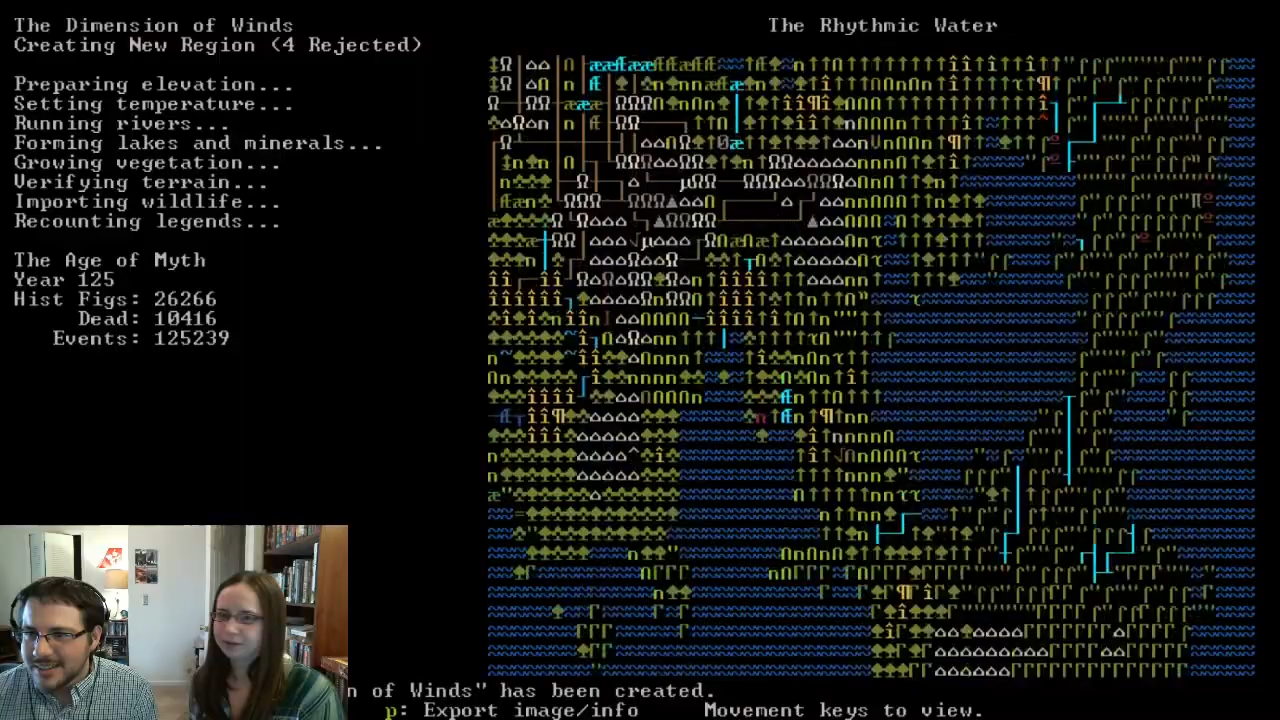 The Dimension of Winds
Creating New Region (4 Rejected)
The Rhythmic Water
Preparing elevation...
Setting temperature...
Running rivers...
Forming lakes and minerals...
Growing vegetation...
Verifying terrain...
Importing wildlife...
Recounting legends...
The Age of Myth
Year 125
Hist Figs: 26266
Dead: 10416
Events: 125239
n of Winds" has been created.
p: Export image/info Movement keys to view.